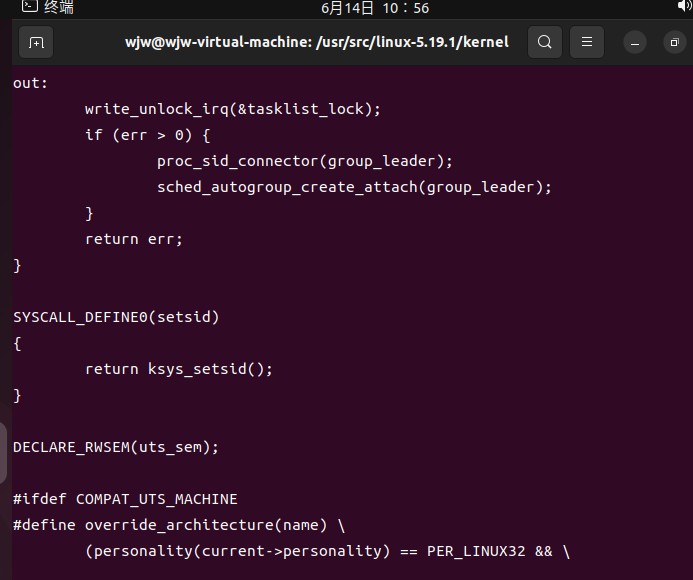 终端
6月14日 10：56
wjw@wjw-virtual-machine: /usr/src/linux-5.19.1/kernel
out:
        write_unlock_irq(&tasklist_lock);
        if (err > 0) {
                proc_sid_connector(group_leader);
                sched_autogroup_create_attach(group_leader);
        }
        return err;
}

SYSCALL_DEFINE0(setsid)
{
        return ksys_setsid();
}

DECLARE_RWSEM(uts_sem);

#ifdef COMPAT_UTS_MACHINE
#define override_architecture(name) \
        (personality(current->personality) == PER_LINUX32 && \